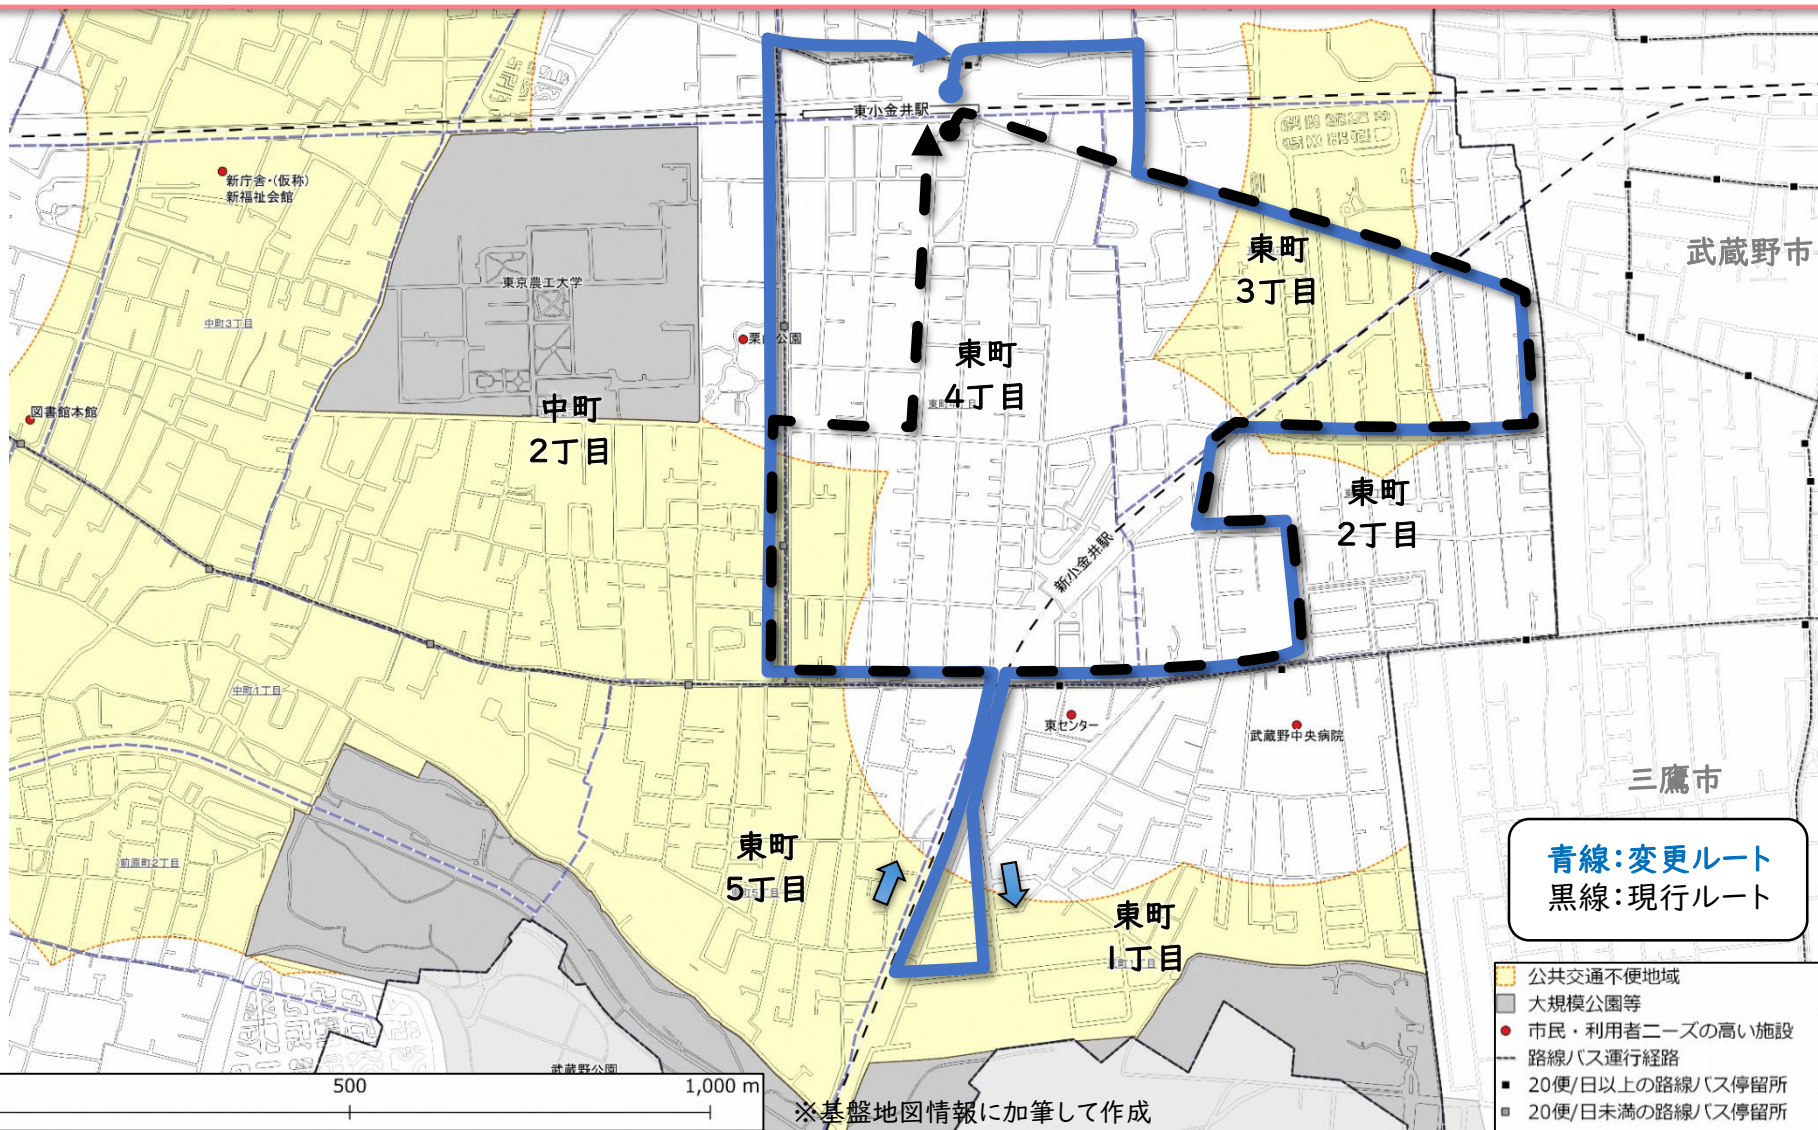 東小金井駅
新庁舎・(仮称)
新福祉会館
武蔵野市
東町
3丁目
東京農工大学
中町3丁目
東町
4丁目
図書館本館
中町
2丁目
東町
2丁目
新小金井駅
中町1丁目
東センター
武蔵野中央病院
三鷹市
前原町2丁目
東町
5丁目
東町
1丁目
青線:変更ルート
黒線:現行ルート
公共交通不便地域
大規模公園等
市民・利用者ニーズの高い施設
路線バス運行経路
20便/日以上の路線バス停留所
20便/日未満の路線バス停留所
武蔵野公園
500
1,000 m
※基盤地図情報に加筆して作成